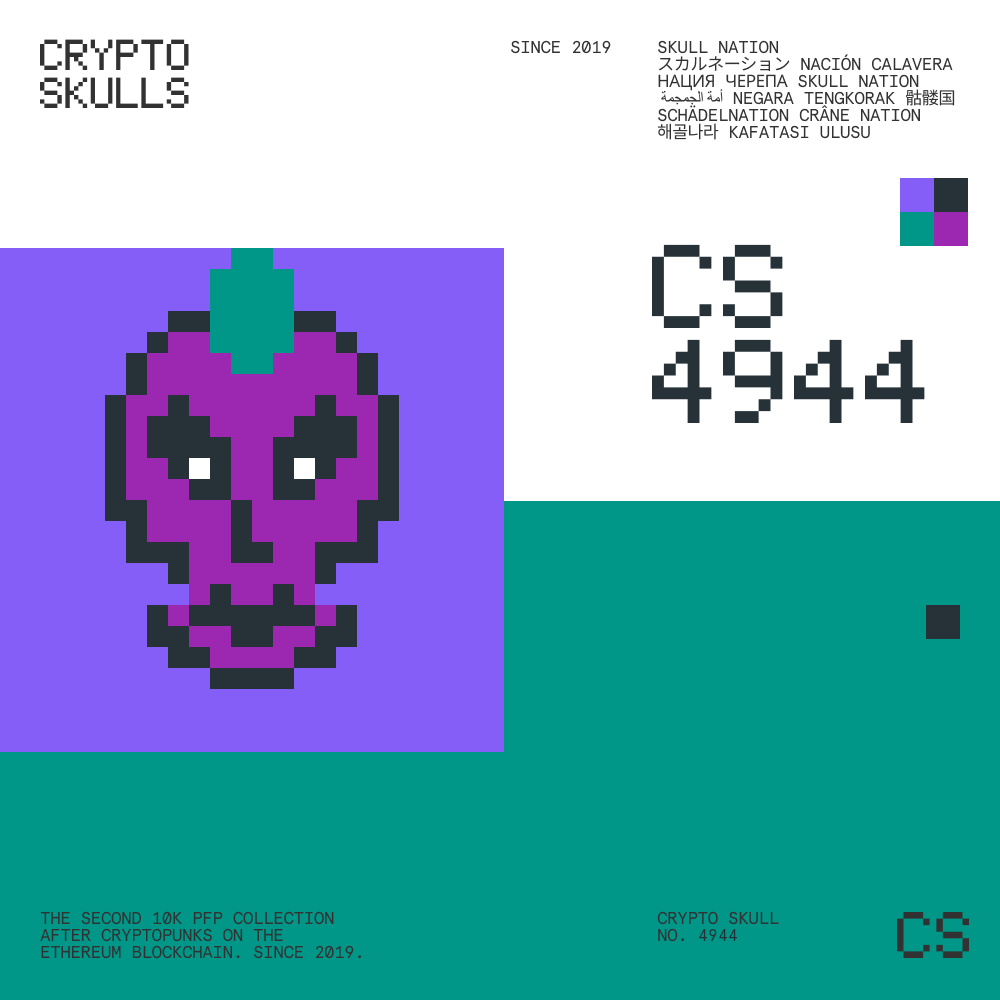 CRYPTO
SKULLS
SINCE 2019
SKULL NATION
スカルネーション NACIÓN CALAVERA
НАЦИЯ ЧЕРЕПА SKULL NATION
أمة الجمجمة NEGARA TENGKORAK 骷髅国
SCHÄDELNATION CRÂNE NATION
해골나라 KAFATASI ULUSU
CS
4944
THE SECOND 10K PFP COLLECTION
AFTER CRYPTOPUNKS ON THE
ETHEREUM BLOCKCHAIN. SINCE 2019.
CRYPTO SKULL
NO. 4944
CS